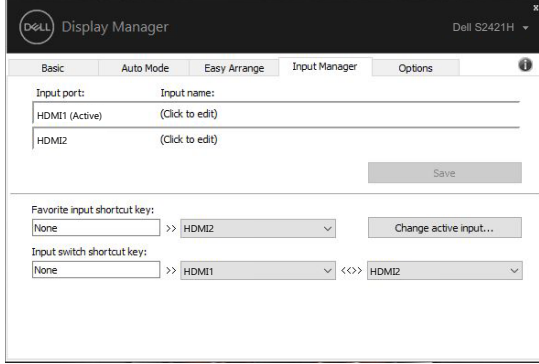 x
DELL Display Manager Dell S2421H
Basic Auto Mode Easy Arrange Input Manager Options
Input port: Input name:
HDMI1 (Active) (Click to edit)
HDMI2 (Click to edit)
Save
Favorite input shortcut key:
None >> HDMI2 Change active input...
Input switch shortcut key:
None >> HDMI1 <<>> HDMI2